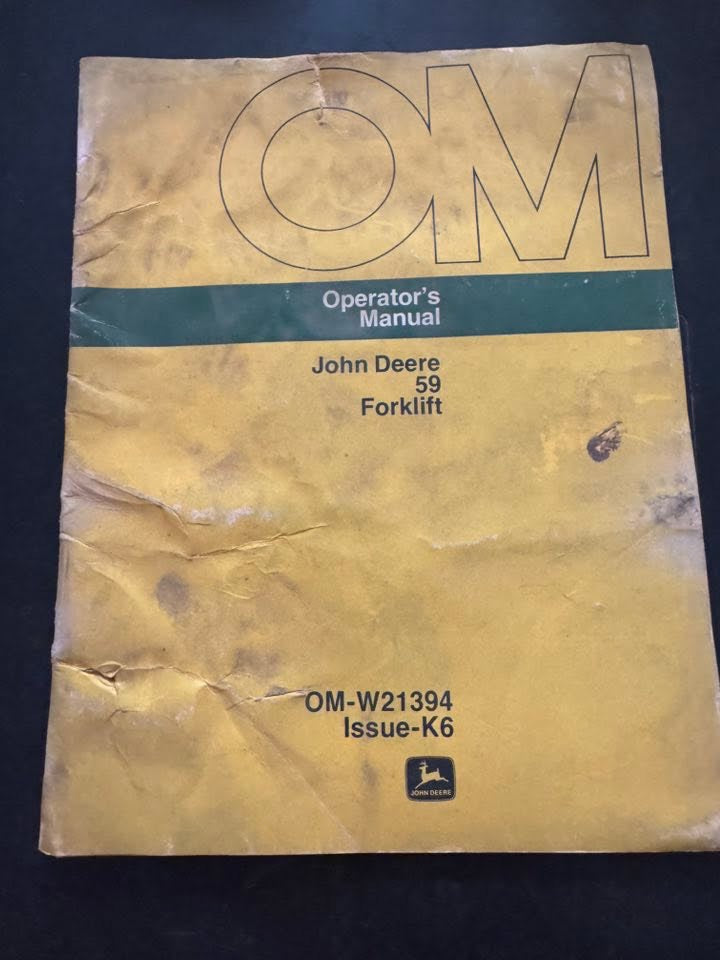 OM
Operator's
Manual
John Deere
59
Forklift
OM-W21394
Issue-K6
JOHN DEERE